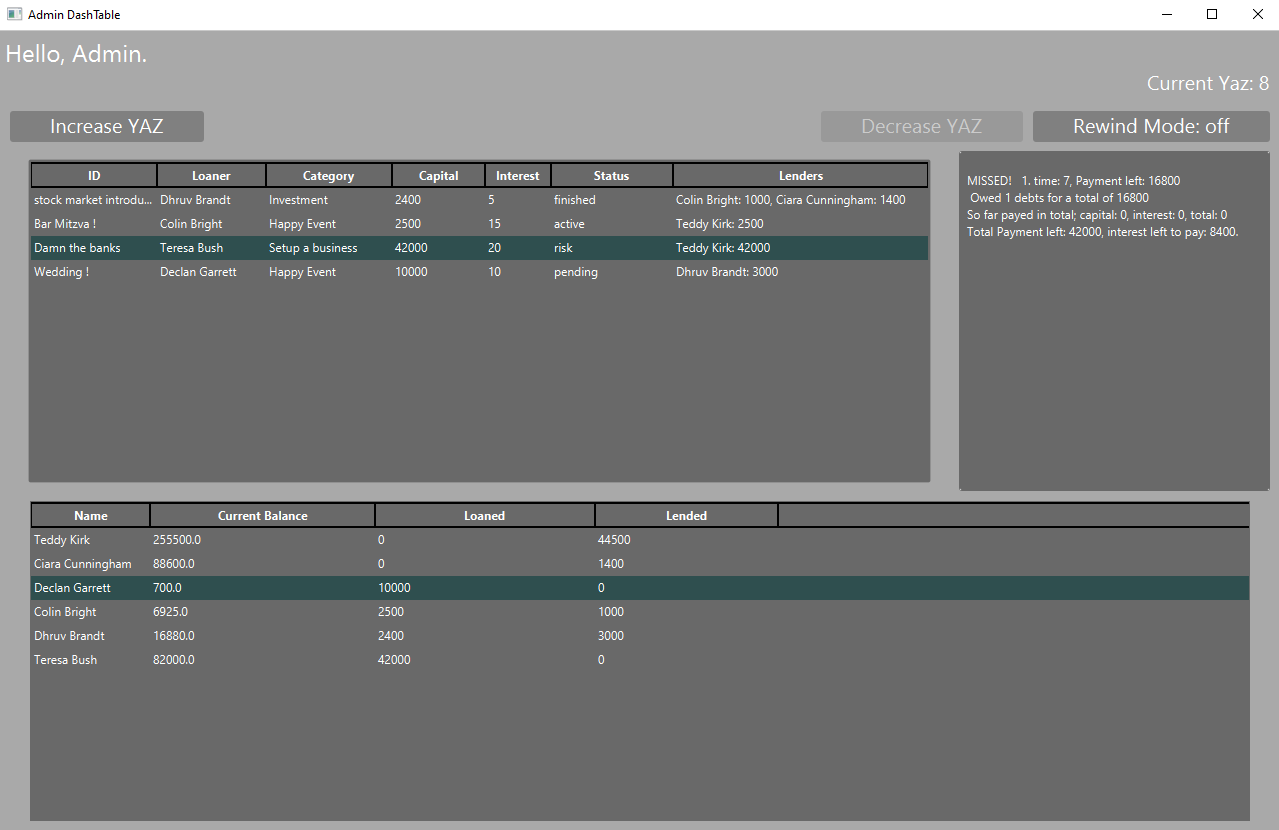 Admin DashTable
Hello, Admin.
Current Yaz: 8
Increase YAZ Decrease YAZ Rewind Mode: off
ID Loaner Category Capital Interest Status Lenders
stock market introdu... Dhruv Brandt Investment 2400 5 finished Colin Bright: 1000, Ciara Cunningham: 1400
Bar Mitzva ! Colin Bright Happy Event 2500 15 active Teddy Kirk: 2500
Damn the banks Teresa Bush Setup a business 42000 20 risk Teddy Kirk: 42000
Wedding ! Declan Garrett Happy Event 10000 10 pending Dhruv Brandt: 3000
MISSED! 1. time: 7, Payment left: 16800
Owed 1 debts for a total of 16800
So far payed in total; capital: 0, interest: 0, total: 0
Total Payment left: 42000, interest left to pay: 8400.
Name Current Balance Loaned Lended
Teddy Kirk 255500.0 0 44500
Ciara Cunningham 88600.0 0 1400
Declan Garrett 700.0 10000 0
Colin Bright 6925.0 2500 1000
Dhruv Brandt 16880.0 2400 3000
Teresa Bush 82000.0 42000 0